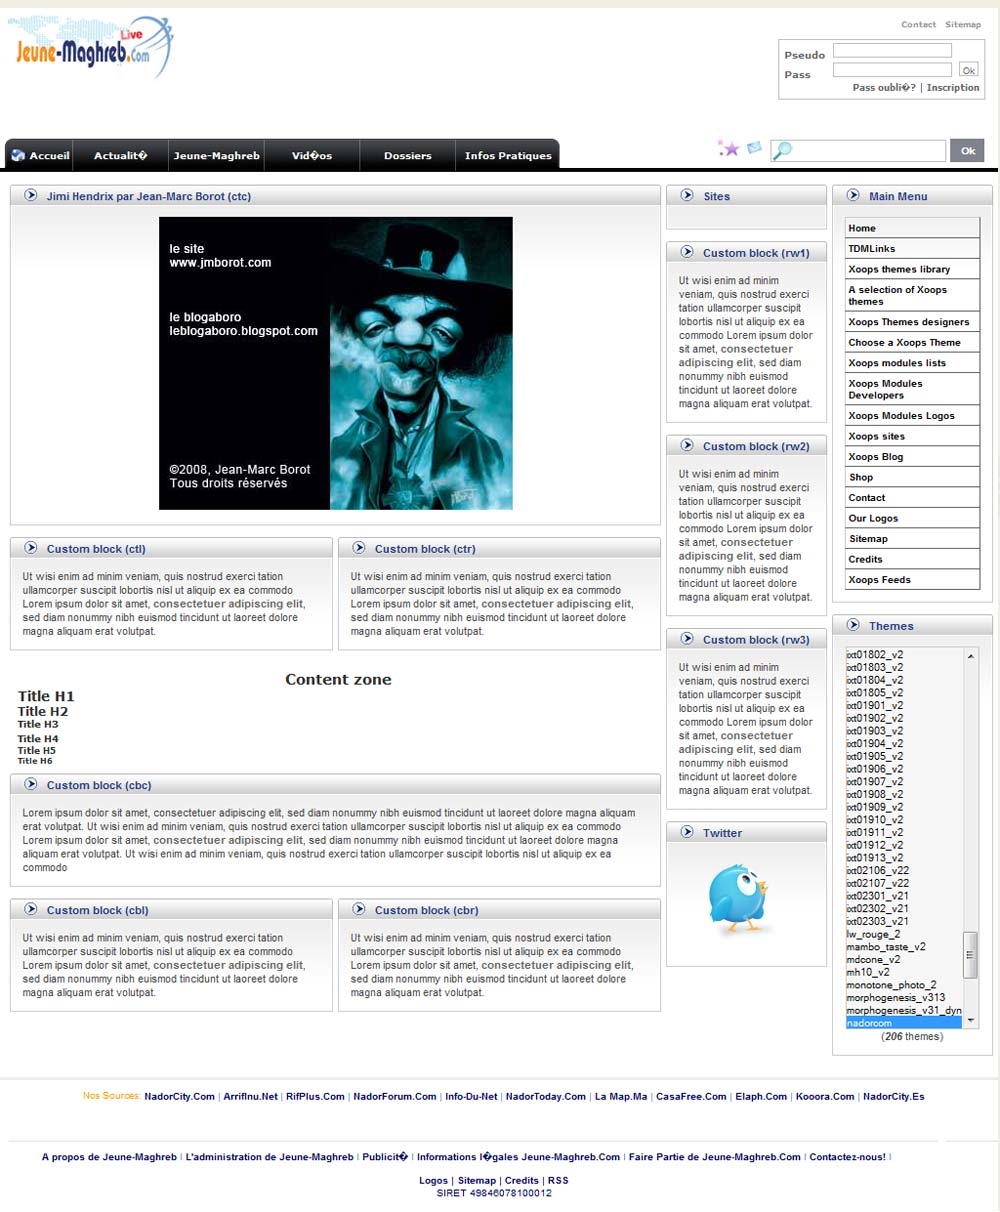 Live
Jeune-Maghreb.Com
Contact Sitemap
Pseudo
Pass
Ok
Pass oubli�? | Inscription
Accueil
Actualit�
Jeune-Maghreb
Vid�os
Dossiers
Infos Pratiques
Ok
Jimi Hendrix par Jean-Marc Borot (ctc)
le site
www.jmborot.com
le blogaboro
leblogaboro.blogspot.com
©2008, Jean-Marc Borot
Tous droits réservés
Custom block (ctl)
Ut wisi enim ad minim veniam, quis nostrud exerci tation
ullamcorper suscipit lobortis nisl ut aliquip ex ea commodo
Lorem ipsum dolor sit amet, consectetuer adipiscing elit,
sed diam nonummy nibh euismod tincidunt ut laoreet dolore
magna aliquam erat volutpat.
Custom block (ctr)
Ut wisi enim ad minim veniam, quis nostrud exerci tation
ullamcorper suscipit lobortis nisl ut aliquip ex ea commodo
Lorem ipsum dolor sit amet, consectetuer adipiscing elit,
sed diam nonummy nibh euismod tincidunt ut laoreet dolore
magna aliquam erat volutpat.
Content zone
Title H1
Title H2
Title H3
Title H4
Title H5
Title H6
Custom block (cbc)
Lorem ipsum dolor sit amet, consectetuer adipiscing elit, sed diam nonummy nibh euismod tincidunt ut laoreet dolore magna aliquam
erat volutpat. Ut wisi enim ad minim veniam, quis nostrud exerci tation ullamcorper suscipit lobortis nisl ut aliquip ex ea commodo
Lorem ipsum dolor sit amet, consectetuer adipiscing elit, sed diam nonummy nibh euismod tincidunt ut laoreet dolore magna
aliquam erat volutpat. Ut wisi enim ad minim veniam, quis nostrud exerci tation ullamcorper suscipit lobortis nisl ut aliquip ex ea
commodo
Custom block (cbl)
Ut wisi enim ad minim veniam, quis nostrud exerci tation
ullamcorper suscipit lobortis nisl ut aliquip ex ea commodo
Lorem ipsum dolor sit amet, consectetuer adipiscing elit,
sed diam nonummy nibh euismod tincidunt ut laoreet dolore
magna aliquam erat volutpat.
Custom block (cbr)
Ut wisi enim ad minim veniam, quis nostrud exerci tation
ullamcorper suscipit lobortis nisl ut aliquip ex ea commodo
Lorem ipsum dolor sit amet, consectetuer adipiscing elit,
sed diam nonummy nibh euismod tincidunt ut laoreet dolore
magna aliquam erat volutpat.
Sites
Custom block (rw1)
Ut wisi enim ad minim
veniam, quis nostrud exerci
tation ullamcorper suscipit
lobortis nisl ut aliquip ex ea
commodo Lorem ipsum dolor
sit amet, consectetuer
adipiscing elit, sed diam
nonummy nibh euismod
tincidunt ut laoreet dolore
magna aliquam erat volutpat.
Custom block (rw2)
Ut wisi enim ad minim
veniam, quis nostrud exerci
tation ullamcorper suscipit
lobortis nisl ut aliquip ex ea
commodo Lorem ipsum dolor
sit amet, consectetuer
adipiscing elit, sed diam
nonummy nibh euismod
tincidunt ut laoreet dolore
magna aliquam erat volutpat.
Custom block (rw3)
Ut wisi enim ad minim
veniam, quis nostrud exerci
tation ullamcorper suscipit
lobortis nisl ut aliquip ex ea
commodo Lorem ipsum dolor
sit amet, consectetuer
adipiscing elit, sed diam
nonummy nibh euismod
tincidunt ut laoreet dolore
magna aliquam erat volutpat.
Twitter
Main Menu
Home
TDMLinks
Xoops themes library
A selection of Xoops
themes
Xoops Themes designers
Choose a Xoops Theme
Xoops modules lists
Xoops Modules
Developers
Xoops Modules Logos
Xoops sites
Xoops Blog
Shop
Contact
Our Logos
Sitemap
Credits
Xoops Feeds
Themes
ixt01802_v2
ixt01803_v2
ixt01804_v2
ixt01805_v2
ixt01901_v2
ixt01902_v2
ixt01903_v2
ixt01904_v2
ixt01905_v2
ixt01906_v2
ixt01907_v2
ixt01908_v2
ixt01909_v2
ixt01910_v2
ixt01911_v2
ixt01912_v2
ixt01913_v2
ixt02106_v22
ixt02107_v22
ixt02301_v21
ixt02302_v21
ixt02303_v21
lw_rouge_2
mambo_taste_v2
mdcone_v2
mh10_v2
monotone_photo_2
morphogenesis_v313
morphogenesis_v31_dyn
nadorcom
(206 themes)
Nos Sources: NadorCity.Com | Arrifinu.Net | RifPlus.Com | NadorForum.Com | Info-Du-Net | NadorToday.Com | La Map.Ma | CasaFree.Com | Elaph.Com | Kooora.Com | NadorCity.Es
A propos de Jeune-Maghreb | L'administration de Jeune-Maghreb | Publicit� | Informations l�gales Jeune-Maghreb.Com | Faire Partie de Jeune-Maghreb.Com | Contactez-nous! |
Logos | Sitemap | Credits | RSS
SIRET 49846078100012